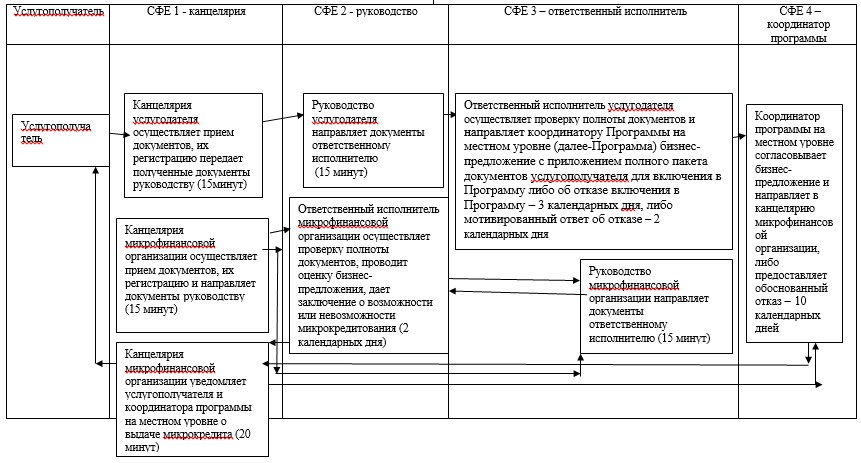 Услугополучатель
СФЕ 1 - канцелярия
СФЕ 2 - руководство
СФЕ 3 – ответственный исполнитель
СФЕ 4 –
координатор
программы
Услугополуча
тель
Канцелярия
услугодателя
осуществляет прием
документов, их
регистрацию передает
полученные документы
руководству (15минут)
Руководство
услугодателя
направляет документы
ответственному
исполнителю
(15 минут)
Ответственный исполнитель услугодателя
осуществляет проверку полноты документов и
направляет координатору Программы на
местном уровне (далее-Программа) бизнес-
предложение с приложением полного пакета
документов услугополучателя для включения в
Программу либо об отказе включения в
Программу – 3 календарных дня, либо
мотивированный ответ об отказе – 2
календарных дня
Координатор
программы на
местном уровне
согласовывает
бизнес-
предложение и
направляет в
канцелярию
микрофинансов
ой
организации,
либо
предоставляет
обоснованный
отказ – 10
календарных
дней
Канцелярия
микрофинансовой
организации осуществляет
прием документов, их
регистрацию и направляет
документы руководству
(15 минут)
Ответственный исполнитель
микрофинансовой
организации осуществляет
проверку полноты
документов, проводит
оценку бизнес-
предложения, дает
заключение о возможности
или невозможности
микрокредитования (2
календарных дня)
Руководство
микрофинансовой
организации направляет
документы
ответственному
исполнителю (15 минут)
Канцелярия
микрофинансовой
организации уведомляет
услугополучателя и
координатора программы
на местном уровне о
выдаче микрокредита (20
минут)